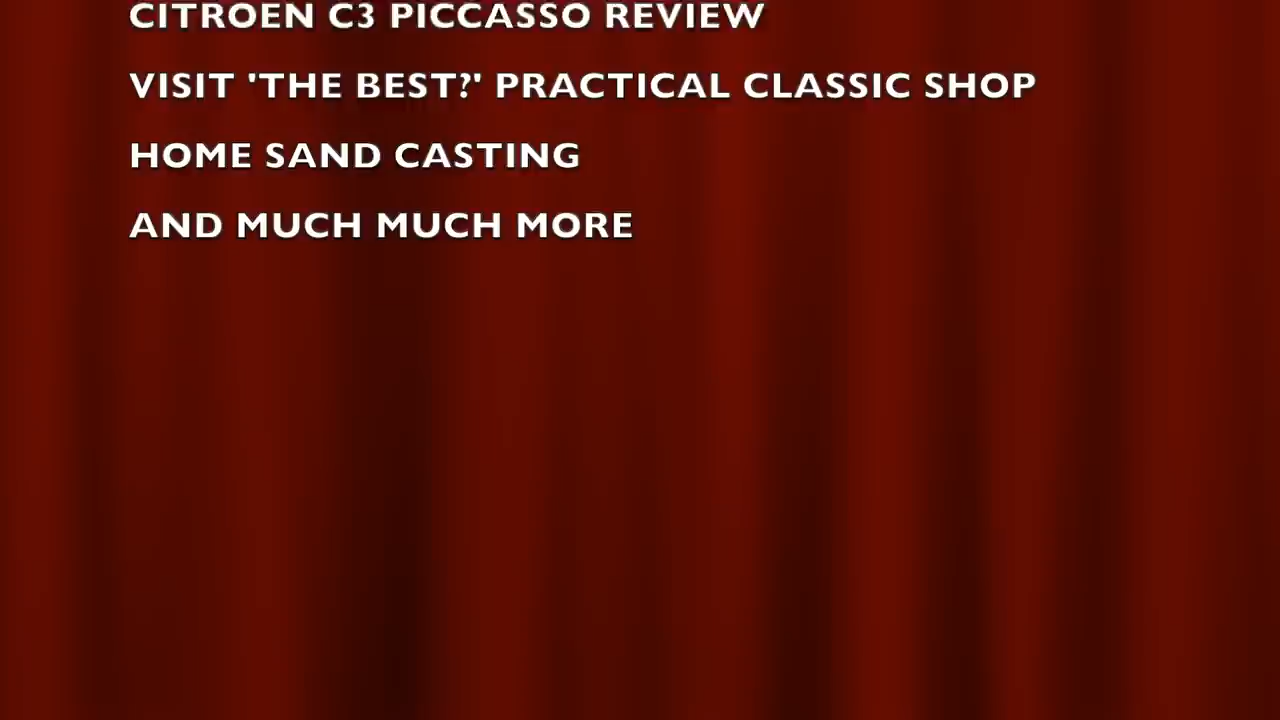 CITROEN C3 PICCASSO REVIEW
VISIT 'THE BEST?' PRACTICAL CLASSIC SHOP
HOME SAND CASTING
AND MUCH MUCH MORE